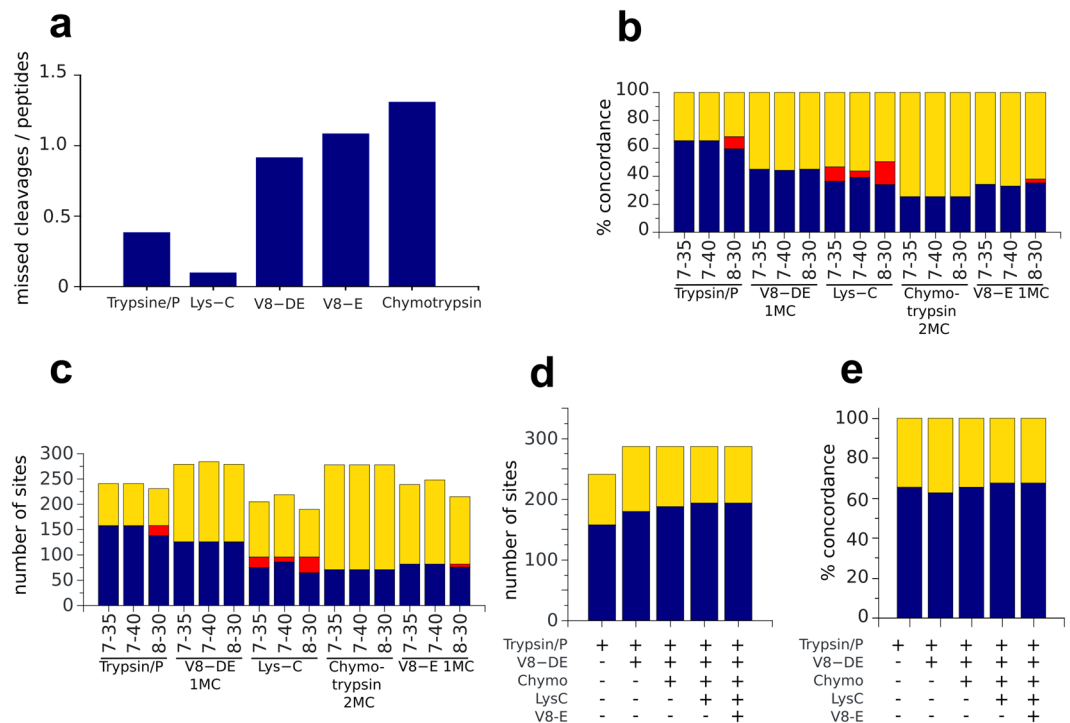 a
missed cleavages / peptides
1.5
1.0
0.5
0
Trypsine/P Lys−C V8−DE V8−E Chymotrypsin
b
% concordance
100
80
60
40
20
0
7-35 7-40 8-30 7-35 7-40 8-30 7-35 7-40 8-30 7-35 7-40 8-30 7-35 7-40 8-30
Trypsin/P V8−DE Lys−C Chymo- V8−E 1MC
1MC trypsin
2MC
c
number of sites
300
250
200
150
100
50
0
7-35 7-40 8-30 7-35 7-40 8-30 7-35 7-40 8-30 7-35 7-40 8-30 7-35 7-40 8-30
Trypsin/P V8−DE Lys−C Chymo- V8−E 1MC
1MC trypsin
2MC
d
number of sites
300
200
100
0
Trypsin/P + + + + +
V8−DE - + + + +
Chymo - - + + +
LysC - - - + +
V8-E - - - - +
e
% concordance
100
80
60
40
20
0
Trypsin/P + + + + +
V8−DE - + + + +
Chymo - - + + +
LysC - - - + +
V8-E - - - - +